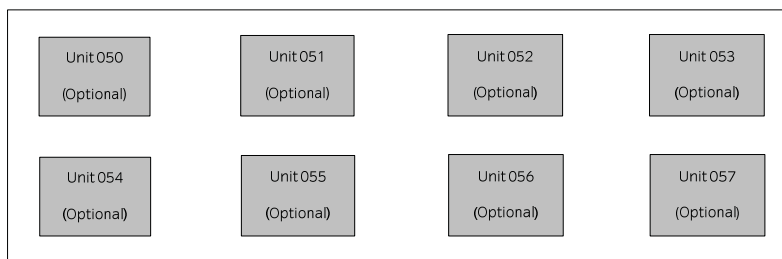 Unit 050
(Optional)
Unit 051
(Optional)
Unit 052
(Optional)
Unit 053
(Optional)
Unit 054
(Optional)
Unit 055
(Optional)
Unit 056
(Optional)
Unit 057
(Optional)